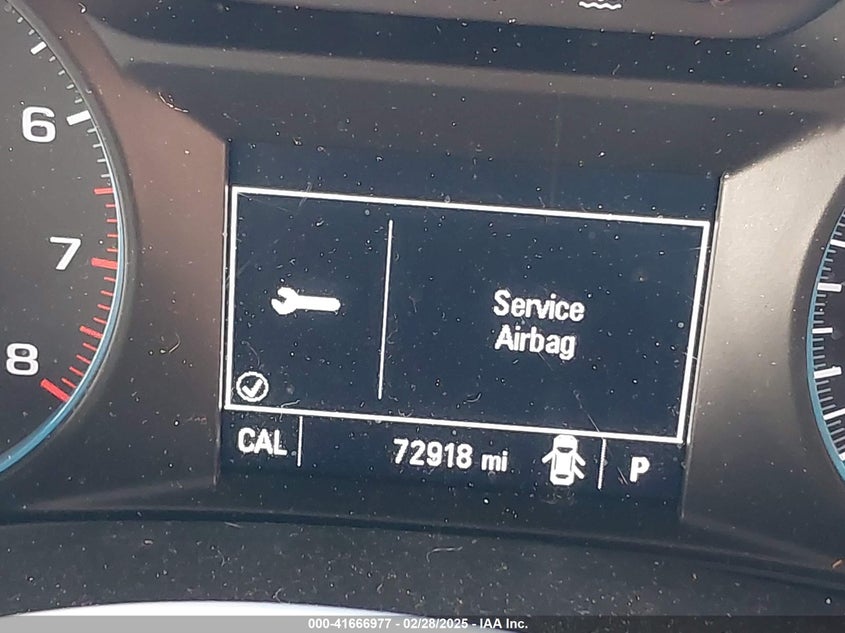 6
7
8
Service
Airbag
CAL
72918 mi
P
000-41666977 - 02/28/2025 - IAA Inc.